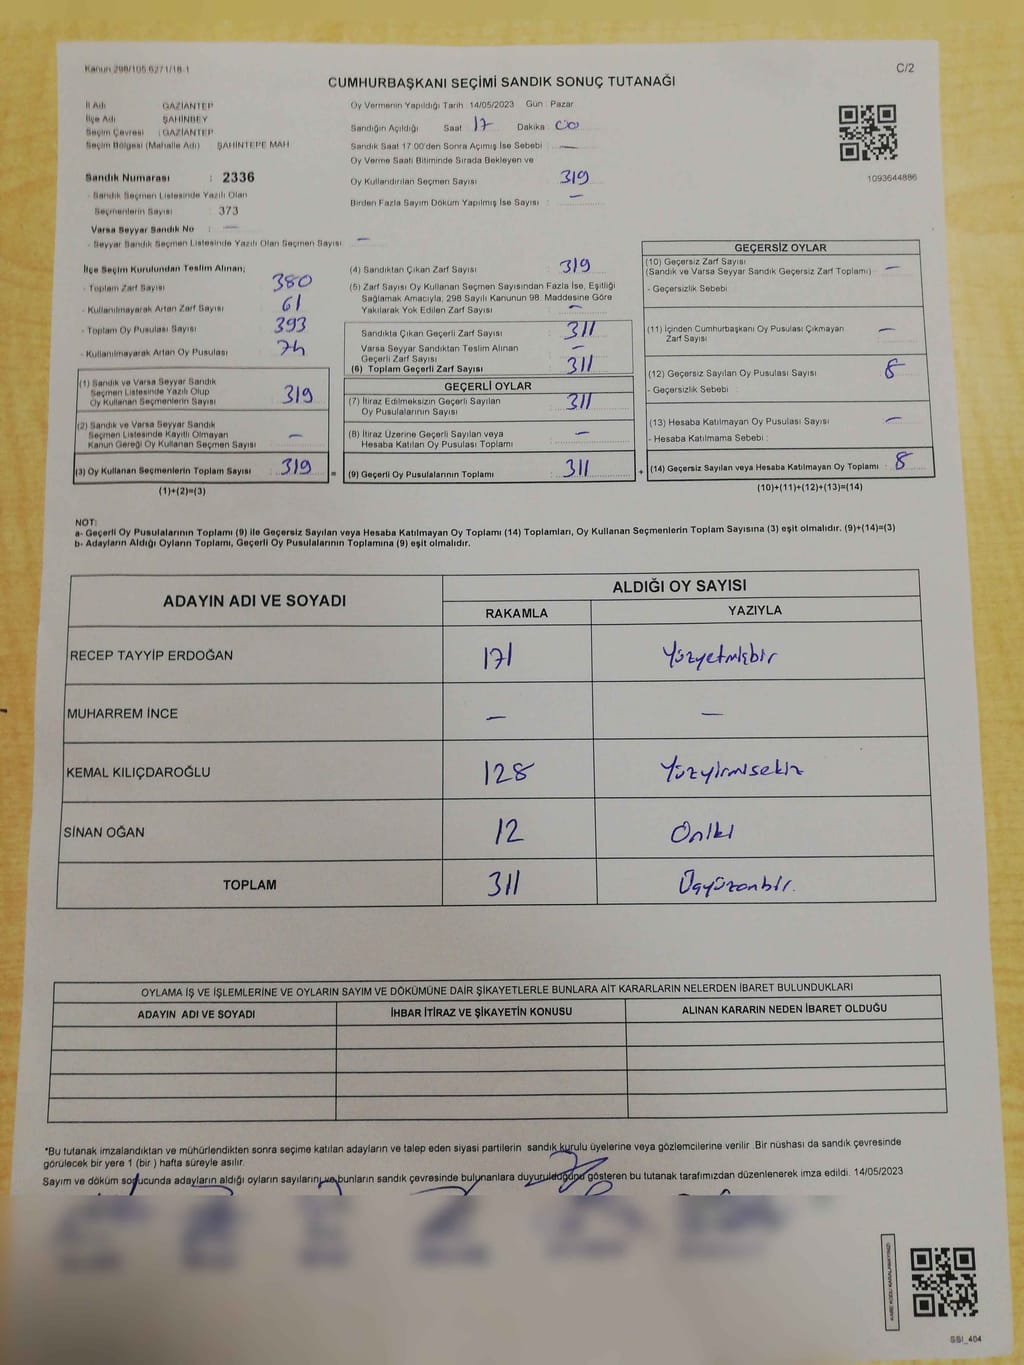 Kanun 298/105 6271/18 1
C/2
CUMHURBAŞKANI SEÇİMİ SANDIK SONUÇ TUTANAĞI
İl Adı GAZİANTEP
İlçe Adı ŞAHİNBEY
Seçim Çevresi : GAZİANTEP
Seçim Bölgesi (Mahalle Adı) ŞAHİNTEPE MAH
Sandık Numarası : 2336
- Sandık Seçmen Listesinde Yazılı Olan
Seçmenlerin Sayısı : 373
Varsa Seyyar Sandık No : —
- Seyyar Sandık Seçmen Listesinde Yazılı Olan Seçmen Sayısı —
Oy Vermenin Yapıldığı Tarih 14/05/2023 Gün : Pazar
Sandığın Açıldığı Saat 17 Dakika 00
Sandık Saat 17 00'den Sonra Açımış İse Sebebi —
Oy Verme Saati Bitiminde Sırada Bekleyen ve
Oy Kullandırılan Seçmen Sayısı 319
Birden Fazla Sayım Döküm Yapılmış İse Sayısı : —
1093644886
İlçe Seçim Kurulundan Teslim Alınan;
- Toplam Zarf Sayısı 380
- Kullanılmayarak Artan Zarf Sayısı 61
- Toplam Oy Pusulası Sayısı 393
- Kullanılmayarak Artan Oy Pusulası 74
(1) Sandık ve Varsa Seyyar Sandık
Seçmen Listesinde Yazılı Olup
Oy Kullanan Seçmenlerin Sayısı 319
(2) Sandık ve Varsa Seyyar Sandık
Seçmen Listesinde Kayıtlı Olmayan
Kanun Gereği Oy Kullanan Seçmen Sayısı —
(3) Oy Kullanan Seçmenlerin Toplam Sayısı 319 =
(1)+(2)=(3)
(4) Sandıktan Çıkan Zarf Sayısı 319
(5) Zarf Sayısı Oy Kullanan Seçmen Sayısından Fazla İse, Eşitliği
Sağlamak Amacıyla; 298 Sayılı Kanunun 98. Maddesine Göre
Yakılarak Yok Edilen Zarf Sayısı —
Sandıkta Çıkan Geçerli Zarf Sayısı 311
Varsa Seyyar Sandıktan Teslim Alınan
Geçerli Zarf Sayısı —
(6) Toplam Geçerli Zarf Sayısı : 311
GEÇERLİ OYLAR
(7) İtiraz Edilmeksizin Geçerli Sayılan
Oy Pusulalarının Sayısı 311
(8) İtiraz Üzerine Geçerli Sayılan veya
Hesaba Katılan Oy Pusulası Toplamı —
(9) Geçerli Oy Pusulalarının Toplamı : 311 +
GEÇERSİZ OYLAR
(10) Geçersiz Zarf Sayısı
(Sandık ve Varsa Seyyar Sandık Geçersiz Zarf Toplamı) —
- Geçersizlik Sebebi :
(11) İçinden Cumhurbaşkanı Oy Pusulası Çıkmayan
Zarf Sayısı —
(12) Geçersiz Sayılan Oy Pusulası Sayısı 8
- Geçersizlik Sebebi :
(13) Hesaba Katılmayan Oy Pusulası Sayısı —
- Hesaba Katılmama Sebebi :
(14) Geçersiz Sayılan veya Hesaba Katılmayan Oy Toplamı : 8
(10)+(11)+(12)+(13)=(14)
NOT:
a- Geçerli Oy Pusulalarının Toplamı (9) ile Geçersiz Sayılan veya Hesaba Katılmayan Oy Toplamı (14) Toplamları, Oy Kullanan Seçmenlerin Toplam Sayısına (3) eşit olmalıdır. (9)+(14)=(3)
b- Adayların Aldığı Oyların Toplamı, Geçerli Oy Pusulalarının Toplamına (9) eşit olmalıdır.
ADAYIN ADI VE SOYADI ALDIĞI OY SAYISI
RAKAMLA YAZIYLA
RECEP TAYYİP ERDOĞAN 171 Yüzyetmişbir
MUHARREM İNCE — —
KEMAL KILIÇDAROĞLU 128 Yüzyirmisekiz
SİNAN OĞAN 12 Oniki
TOPLAM 311 Üçyüzonbir.
OYLAMA İŞ VE İŞLEMLERİNE VE OYLARIN SAYIM VE DÖKÜMÜNE DAİR ŞİKAYETLERLE BUNLARA AİT KARARLARIN NELERDEN İBARET BULUNDUKLARI
ADAYIN ADI VE SOYADI İHBAR İTİRAZ VE ŞİKAYETİN KONUSU ALINAN KARARIN NEDEN İBARET OLDUĞU
*Bu tutanak imzalandıktan ve mühürlendikten sonra seçime katılan adayların ve talep eden siyasi partilerin sandık kurulu üyelerine veya gözlemcilerine verilir. Bir nüshası da sandık çevresinde
görülecek bir yere 1 (bir ) hafta süreyle asılır.
Sayım ve döküm sonucunda adayların aldığı oyların sayılarını ve bunların sandık çevresinde bulunanlara duyurulduğunu gösteren bu tutanak tarafımızdan düzenlenerek imza edildi. 14/05/2023
KARE KODU KARALAMAYINIZ!
SSI_404